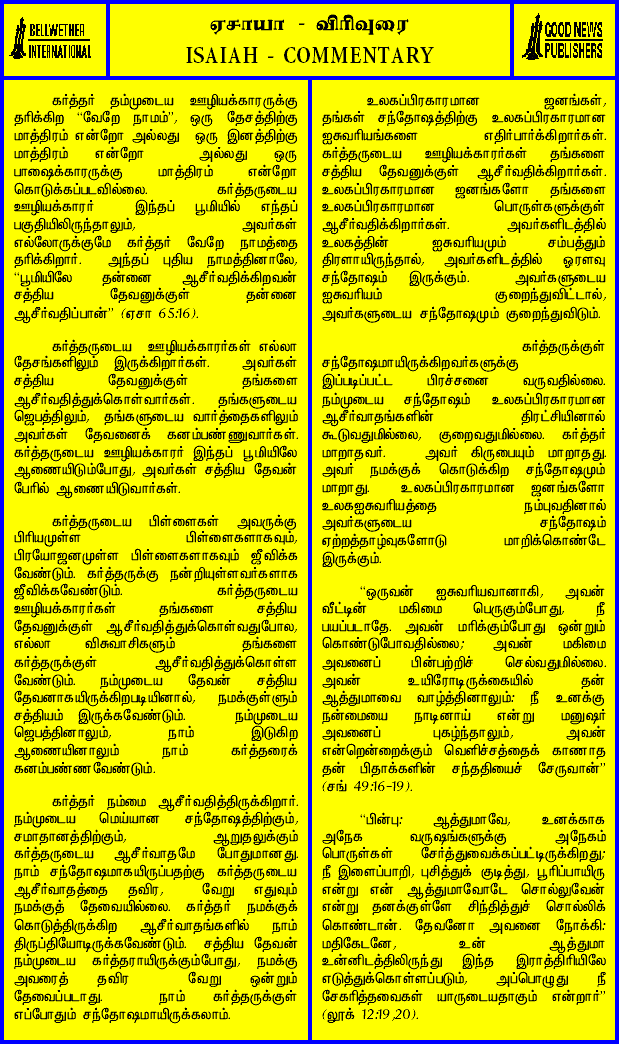 BELLWETHER
INTERNATIONAL
ஏசாயா - விரிவுரை
ISAIAH - COMMENTARY
GOOD NEWS
PUBLISHERS
கர்த்தர் தம்முடைய ஊழியக்காரருக்கு
தரிக்கிற “வேறே நாமம்”, ஒரு தேசத்திற்கு
மாத்திரம் என்றோ அல்லது ஒரு இனத்திற்கு
மாத்திரம் என்றோ அல்லது ஒரு
பாஷைக்காரருக்கு மாத்திரம் என்றோ
கொடுக்கப்படவில்லை. கர்த்தருடைய
ஊழியக்காரர் இந்தப் பூமியில் எந்தப்
பகுதியிலிருந்தாலும், அவர்கள்
எல்லோருக்குமே கர்த்தர் வேறே நாமத்தை
தரிக்கிறார். அந்தப் புதிய நாமத்தினாலே,
“பூமியிலே தன்னை ஆசீர்வதிக்கிறவன்
சத்திய தேவனுக்குள் தன்னை
ஆசீர்வதிப்பான்” (ஏசா 65:16).
கர்த்தருடைய ஊழியக்காரர்கள் எல்லா
தேசங்களிலும் இருக்கிறார்கள். அவர்கள்
சத்திய தேவனுக்குள் தங்களை
ஆசீர்வதித்துக்கொள்வார்கள். தங்களுடைய
ஜெபத்திலும், தங்களுடைய வார்த்தைகளிலும்
அவர்கள் தேவனைக் கனம்பண்ணுவார்கள்.
கர்த்தருடைய ஊழியக்காரர் இந்தப் பூமியிலே
ஆணையிடும்போது, அவர்கள் சத்திய தேவன்
பேரில் ஆணையிடுவார்கள்.
கர்த்தருடைய பிள்ளைகள் அவருக்கு
பிரியமுள்ள பிள்ளைகளாகவும்,
பிரயோஜனமுள்ள பிள்ளைகளாகவும் ஜீவிக்க
வேண்டும். கர்த்தருக்கு நன்றியுள்ளவர்களாக
ஜீவிக்கவேண்டும். கர்த்தருடைய
ஊழியக்காரர்கள் தங்களை சத்திய
தேவனுக்குள் ஆசீர்வதித்துக்கொள்வதுபோல,
எல்லா விசுவாசிகளும் தங்களை
கர்த்தருக்குள் ஆசீர்வதித்துக்கொள்ள
வேண்டும். நம்முடைய தேவன் சத்திய
தேவனாகயிருக்கிறபடியினால், நமக்குள்ளும்
சத்தியம் இருக்கவேண்டும். நம்முடைய
ஜெபத்தினாலும், நாம் இடுகிற
ஆணையினாலும் நாம் கர்த்தரைக்
கனம்பண்ணவேண்டும்.
கர்த்தர் நம்மை ஆசீர்வதித்திருக்கிறார்.
நம்முடைய மெய்யான சந்தோஷத்திற்கும்,
சமாதானத்திற்கும், ஆறுதலுக்கும்
கர்த்தருடைய ஆசீர்வாதமே போதுமானது.
நாம் சந்தோஷமாகயிருப்பதற்கு கர்த்தருடைய
ஆசீர்வாதத்தை தவிர, வேறு எதுவும்
நமக்குத் தேவையில்லை. கர்த்தர் நமக்குக்
கொடுத்திருக்கிற ஆசீர்வாதங்களில் நாம்
திருப்தியோடிருக்கவேண்டும். சத்திய தேவன்
நம்முடைய கர்த்தராயிருக்கும்போது, நமக்கு
அவரைத் தவிர வேறு ஒன்றும்
தேவைப்படாது. நாம் கர்த்தருக்குள்
எப்போதும் சந்தோஷமாயிருக்கலாம்.
உலகப்பிரகாரமான ஜனங்கள்,
தங்கள் சந்தோஷத்திற்கு உலகப்பிரகாரமான
ஐசுவரியங்களை எதிர்பார்க்கிறார்கள்.
கர்த்தருடைய ஊழியக்காரர்கள் தங்களை
சத்திய தேவனுக்குள் ஆசீர்வதிக்கிறார்கள்.
உலகப்பிரகாரமான ஜனங்களோ தங்களை
உலகப்பிரகாரமான பொருள்களுக்குள்
ஆசீர்வதிக்கிறார்கள். அவர்களிடத்தில்
உலகத்தின் ஐசுவரியமும் சம்பத்தும்
திரளாயிருந்தால், அவர்களிடத்தில் ஓரளவு
சந்தோஷம் இருக்கும். அவர்களுடைய
ஐசுவரியம் குறைந்துவிட்டால்,
அவர்களுடைய சந்தோஷமும் குறைந்துவிடும்.
கர்த்தருக்குள்
சந்தோஷமாயிருக்கிறவர்களுக்கு
இப்படிப்பட்ட பிரச்சனை வருவதில்லை.
நம்முடைய சந்தோஷம் உலகப்பிரகாரமான
ஆசீர்வாதங்களின் திரட்சியினால்
கூடுவதுமில்லை, குறைவதுமில்லை. கர்த்தர்
மாறாதவர். அவர் கிருபையும் மாறாதது.
அவர் நமக்குக் கொடுக்கிற சந்தோஷமும்
மாறாது. உலகப்பிரகாரமான ஜனங்களோ
உலகஐசுவரியத்தை நம்புவதினால்
அவர்களுடைய சந்தோஷம்
ஏற்றத்தாழ்வுகளோடு மாறிக்கொண்டே
இருக்கும்.
“ஒருவன் ஐசுவரியவானாகி, அவன்
வீட்டின் மகிமை பெருகும்போது, நீ
பயப்படாதே. அவன் மரிக்கும்போது ஒன்றும்
கொண்டுபோவதில்லை; அவன் மகிமை
அவனைப் பின்பற்றிச் செல்வதுமில்லை.
அவன் உயிரோடிருக்கையில் தன்
ஆத்துமாவை வாழ்த்தினாலும்: நீ உனக்கு
நன்மையை நாடினாய் என்று மனுஷர்
அவனைப் புகழ்ந்தாலும், அவன்
என்றென்றைக்கும் வெளிச்சத்தைக் காணாத
தன் பிதாக்களின் சந்ததியைச் சேருவான்”
(சங் 49:16-19).
“பின்பு: ஆத்துமாவே, உனக்காக
அநேக வருஷங்களுக்கு அநேகம்
பொருள்கள் சேர்த்துவைக்கப்பட்டிருக்கிறது;
நீ இளைப்பாறி, புசித்துக் குடித்து, பூரிப்பாயிரு
என்று என் ஆத்துமாவோடே சொல்லுவேன்
என்று தனக்குள்ளே சிந்தித்துச் சொல்லிக்
கொண்டான். தேவனோ அவனை நோக்கி:
மதிகேடனே, உன் ஆத்துமா
உன்னிடத்திலிருந்து இந்த இராத்திரியிலே
எடுத்துக்கொள்ளப்படும், அப்பொழுது நீ
சேகரித்தவைகள் யாருடையதாகும் என்றார்”
(லூக் 12:19,20).